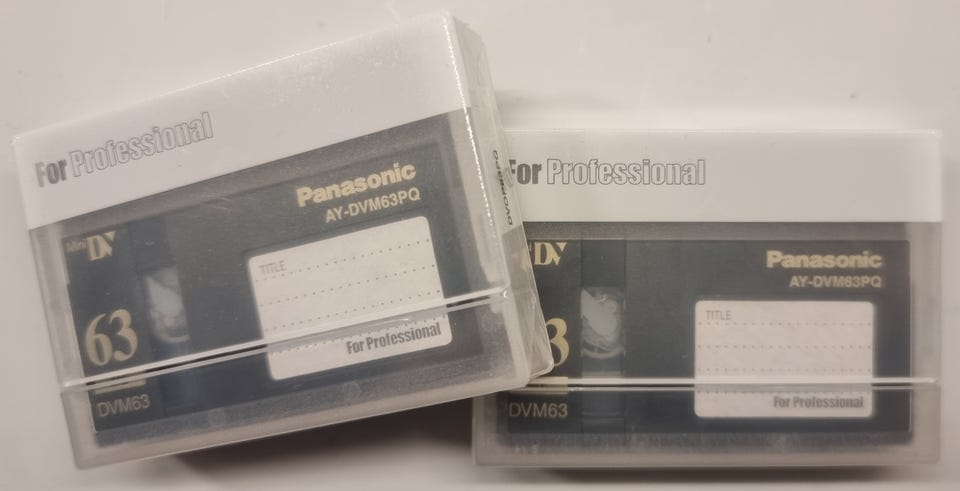 For Professional
Panasonic
AY-DVM63PQ
Mini DV
TITLE
63
For Professional
DVM63
For Professional
DV
Panasonic
AY-DVM63PQ
TITLE
3
For Professional
DVM63